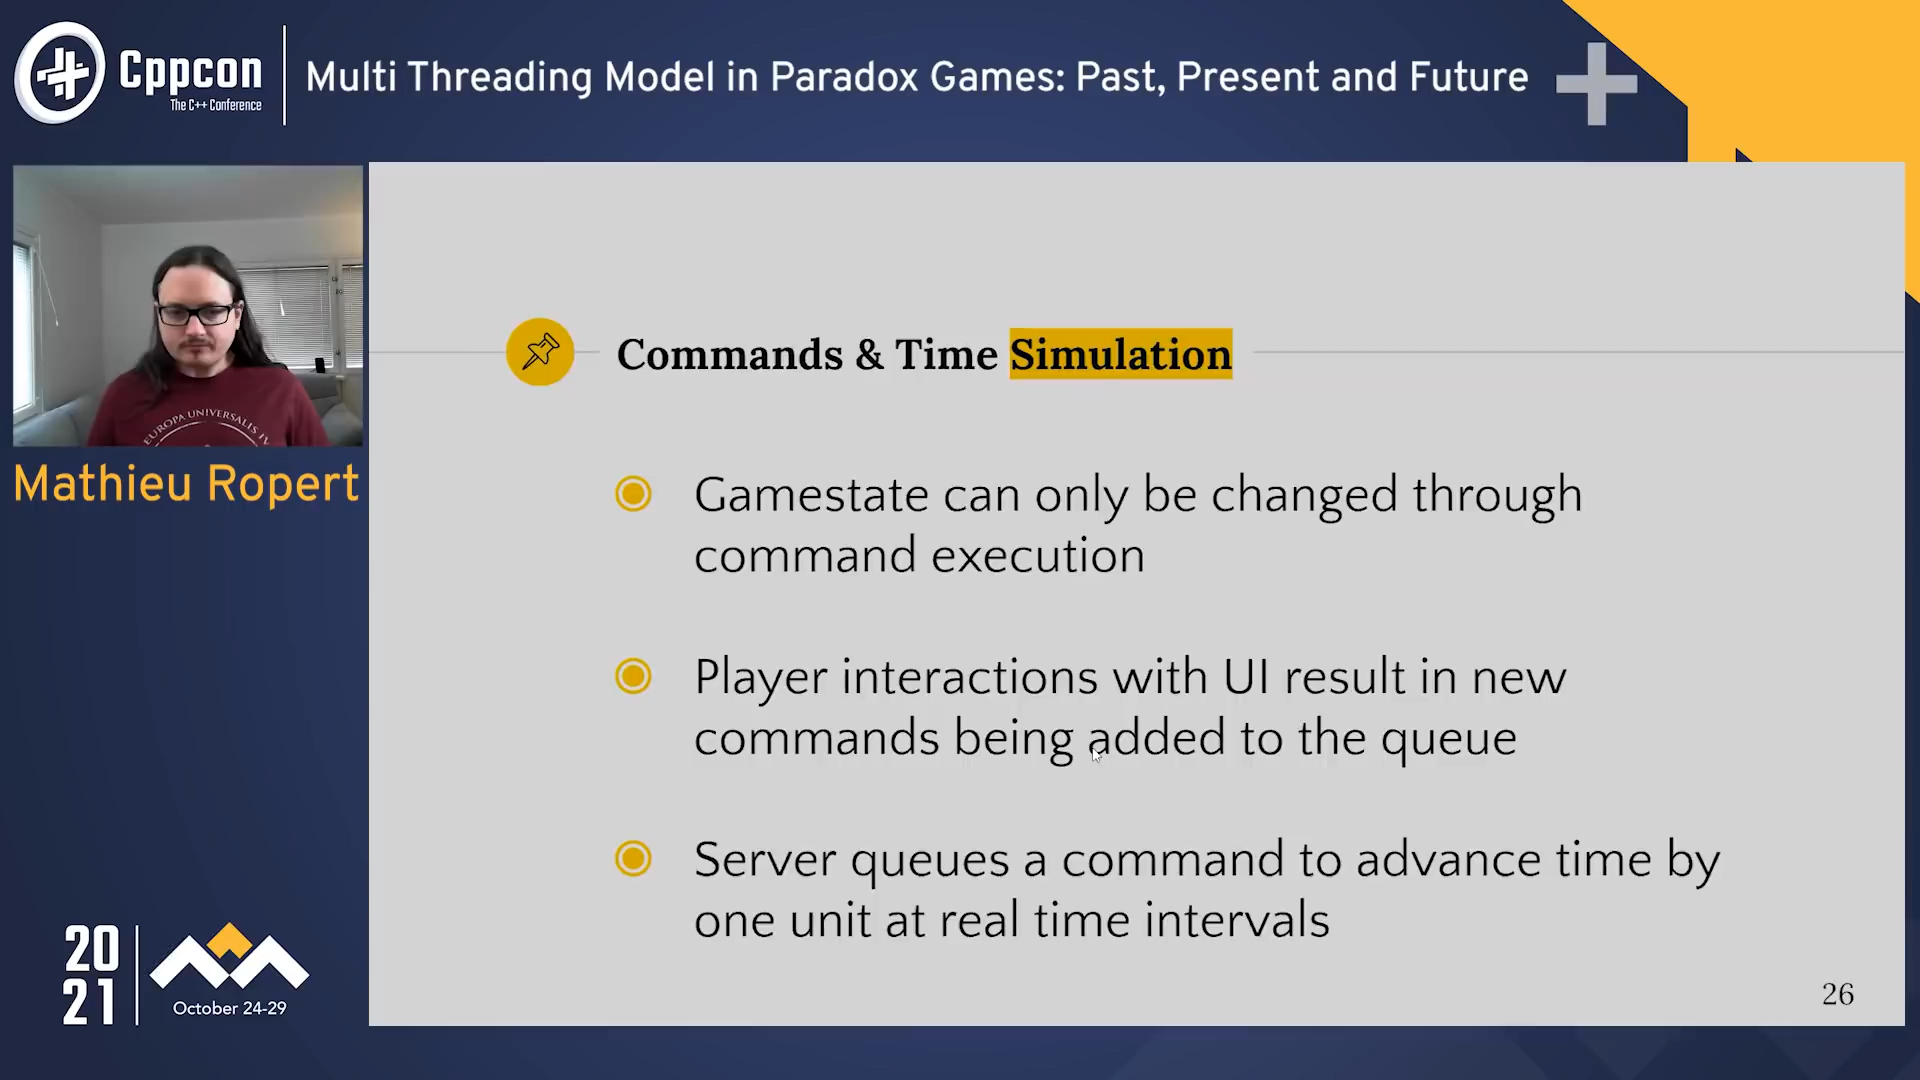 Cppcon
The C++ Conference
Multi Threading Model in Paradox Games: Past, Present and Future
EUROPA UNIVERSALIS IV
Mathieu Ropert
Commands & Time Simulation
Gamestate can only be changed through
command execution
Player interactions with UI result in new
commands being added to the queue
Server queues a command to advance time by
one unit at real time intervals
26
20
21
October 24-29